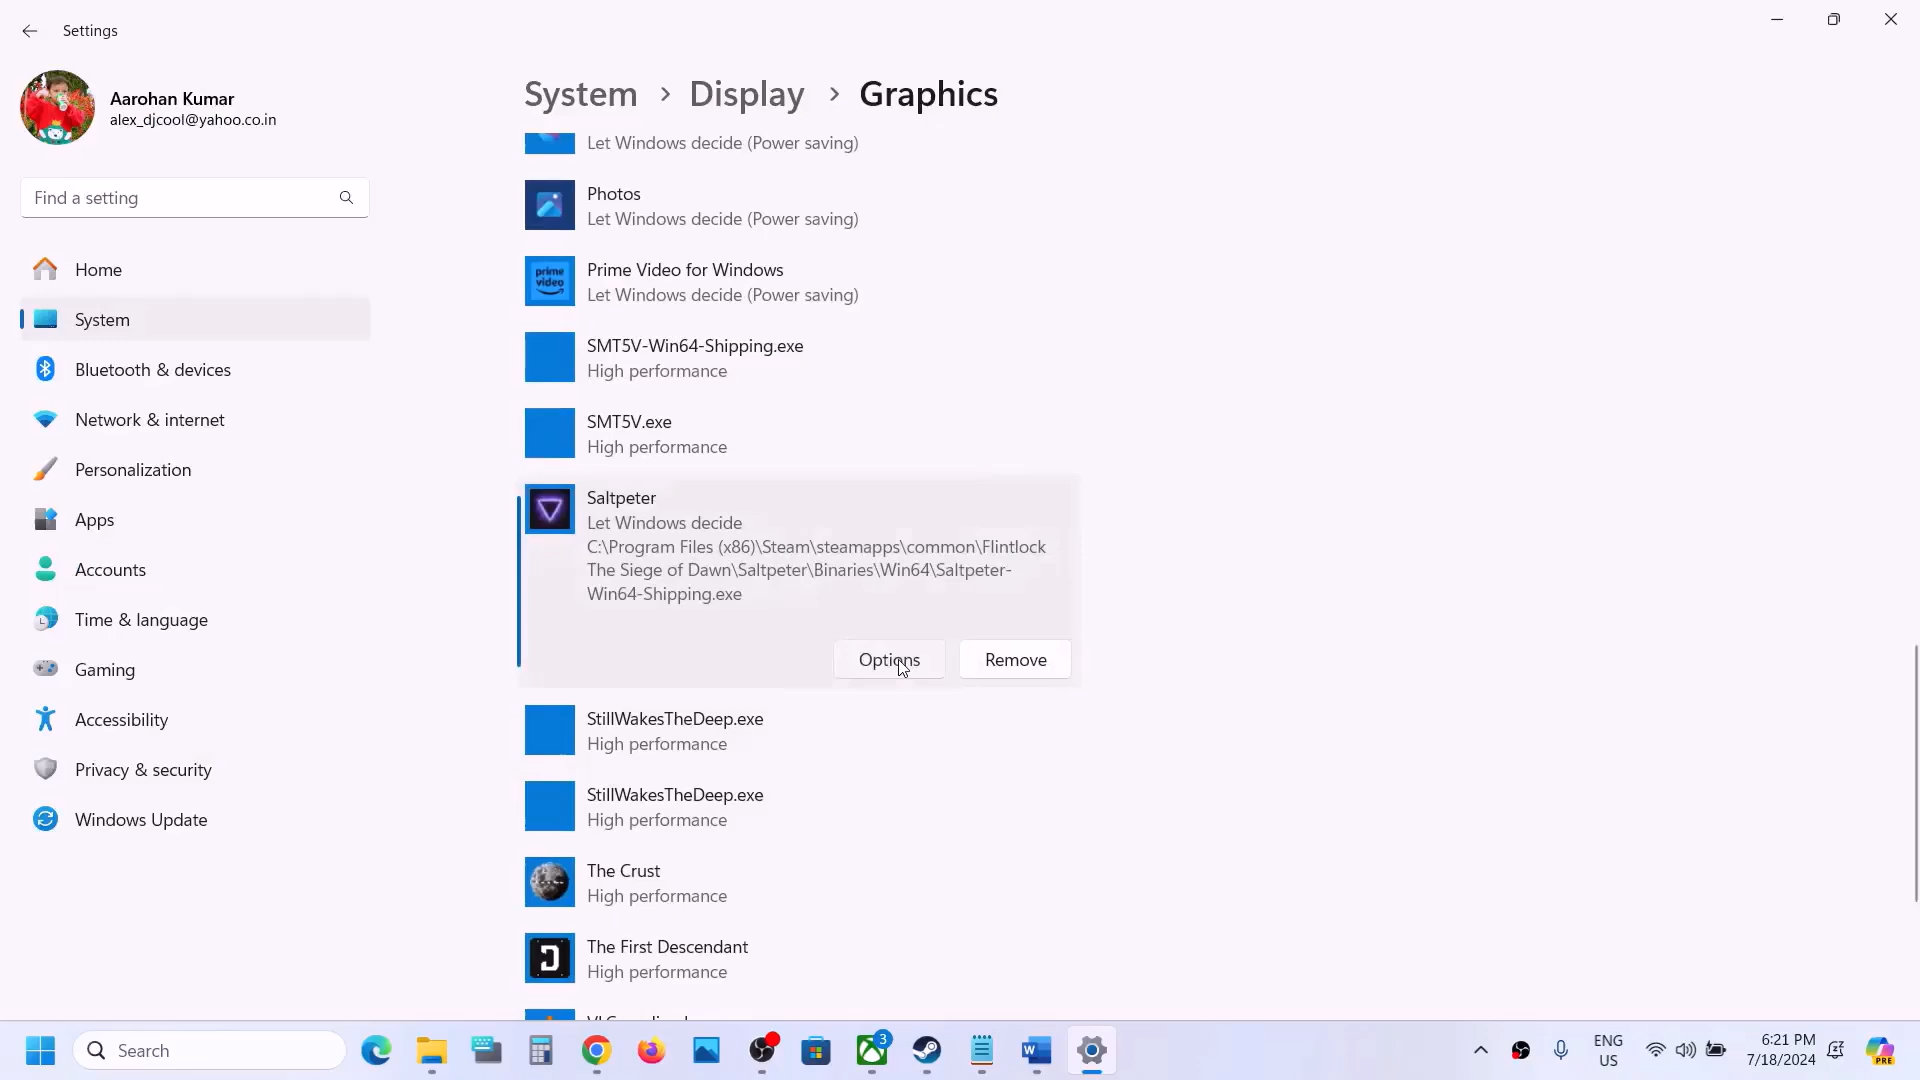 Settings
Aarohan Kumar
alex_djcool@yahoo.co.in
Find a setting
Home
System
Bluetooth & devices
Network & internet
Personalization
Apps
Accounts
Time & language
Gaming
Accessibility
Privacy & security
Windows Update
System > Display > Graphics
Let Windows decide (Power saving)
Photos
Let Windows decide (Power saving)
prime
video
Prime Video for Windows
Let Windows decide (Power saving)
SMT5V-Win64-Shipping.exe
High performance
SMT5V.exe
High performance
Saltpeter
Let Windows decide
C:\Program Files (x86)\Steam\steamapps\common\Flintlock
The Siege of Dawn\Saltpeter\Binaries\Win64\Saltpeter-
Win64-Shipping.exe
Options
Remove
StillWakesTheDeep.exe
High performance
StillWakesTheDeep.exe
High performance
The Crust
High performance
The First Descendant
High performance
Search
3
ENG
US
6:21 PM
7/18/2024
PRE